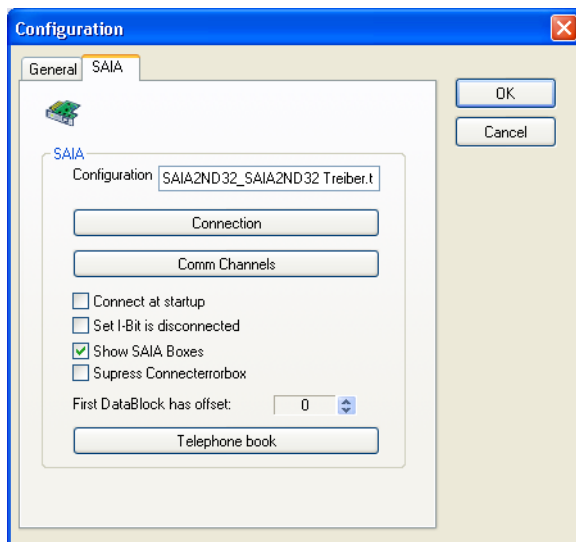 Configuration
General SAIA
OK
Cancel
SAIA
Configuration SAIA2ND32_SAIA2ND32 Treiber.t
Connection
Comm Channels
Connect at startup
Set I-Bit is disconnected
Show SAIA Boxes
Supress Connecterrorbox
First DataBlock has offset: 0
Telephone book